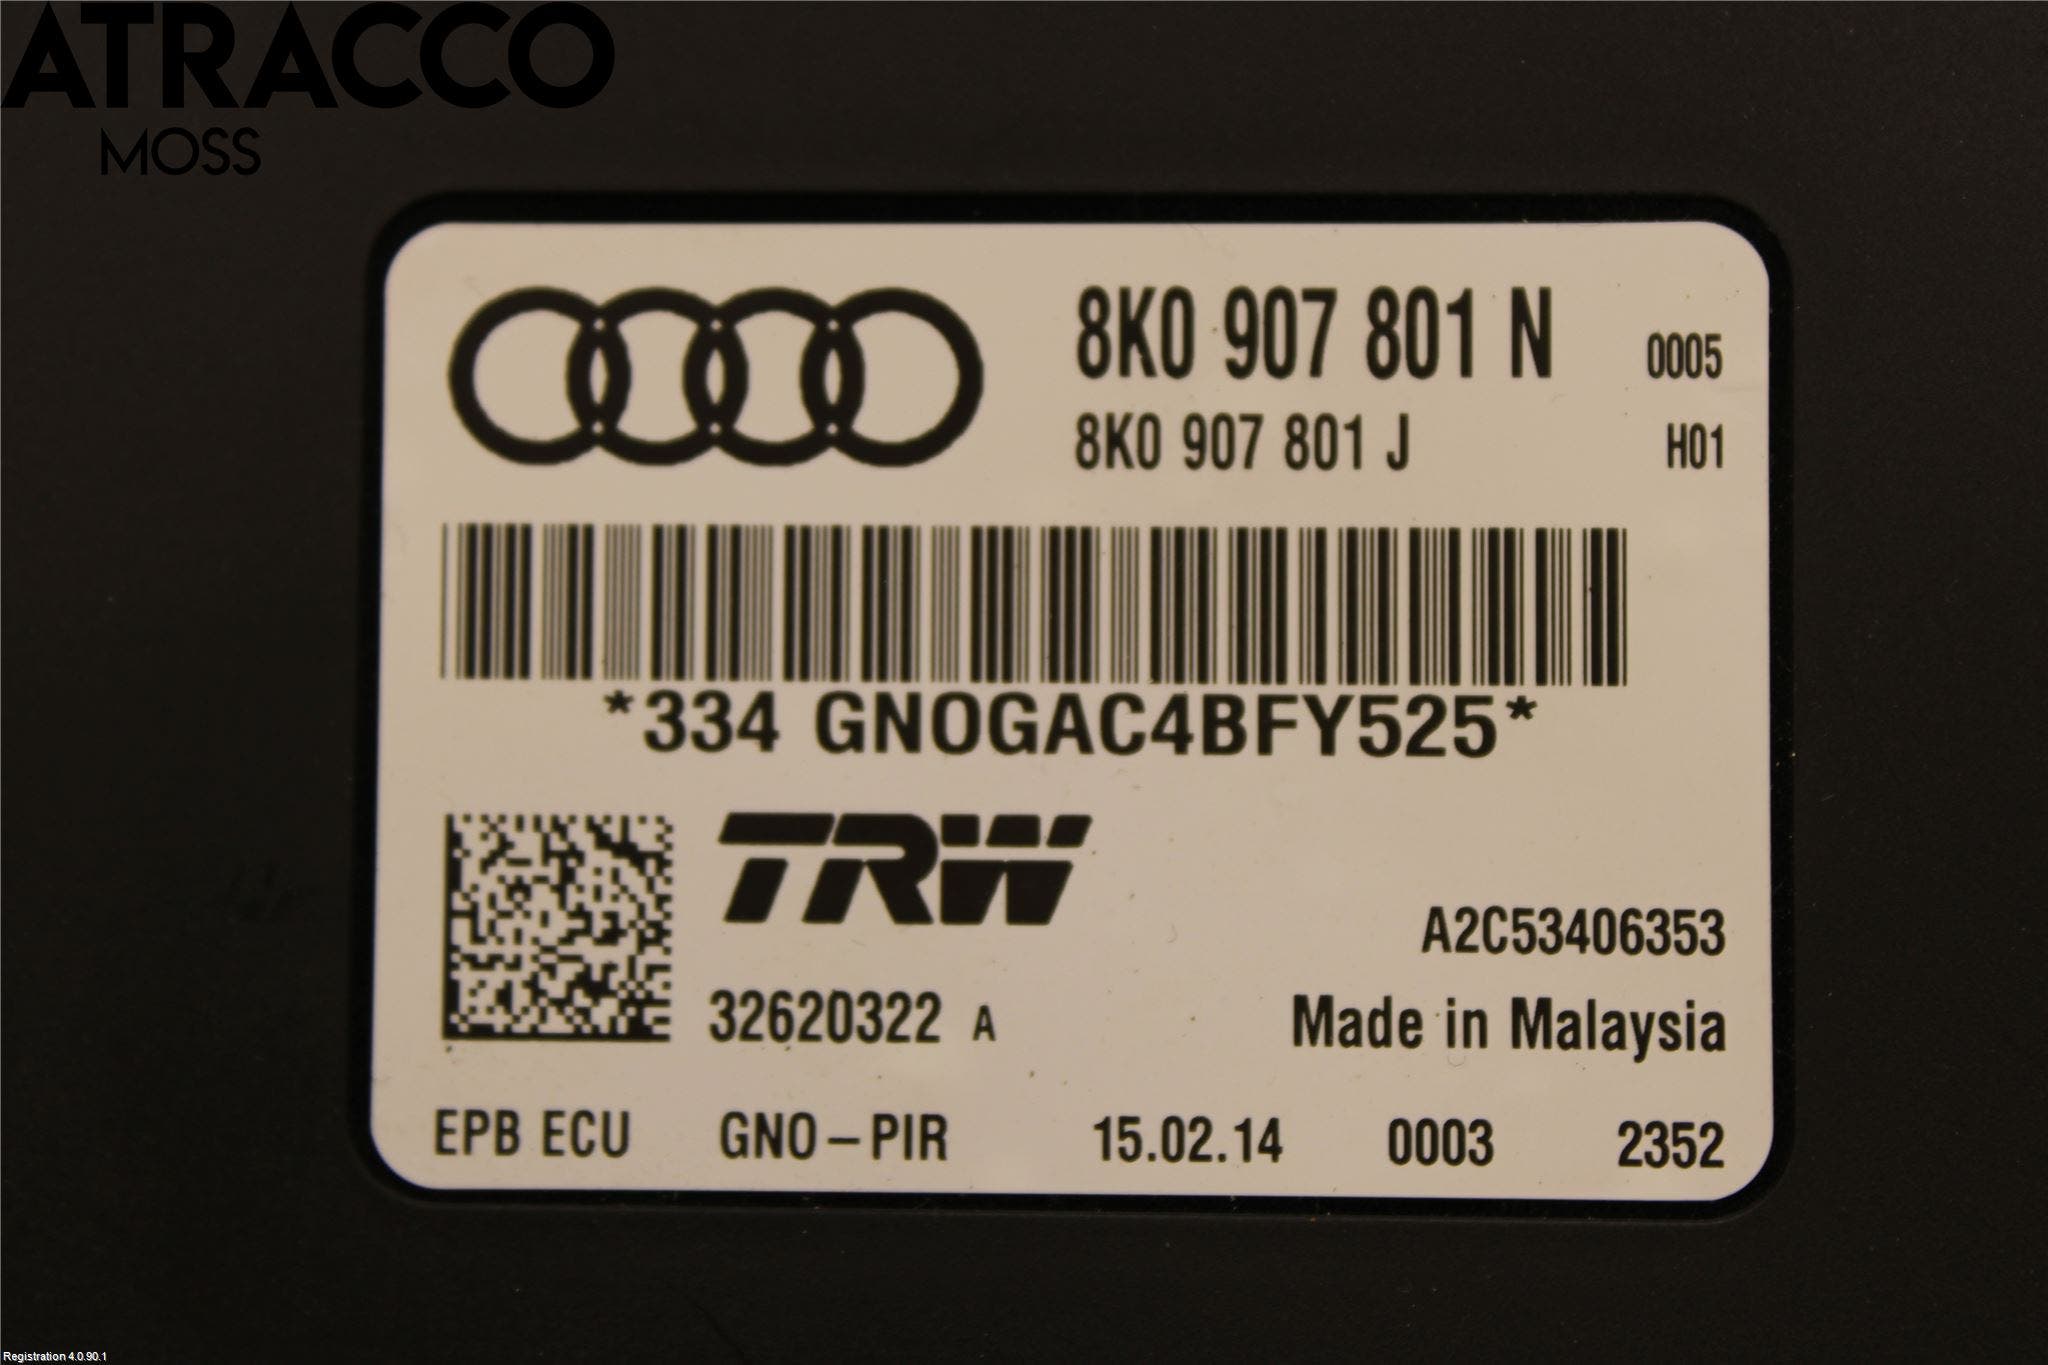 ATRACCO
MOSS
8K0 907 801 N 0005
8K0 907 801 J H01
*334 GNOGAC4BFY525*
TRW
A2C53406353
32620322 A Made in Malaysia
EPB ECU GNO-PIR 15.02.14 0003 2352
Registration 4.0.90.1